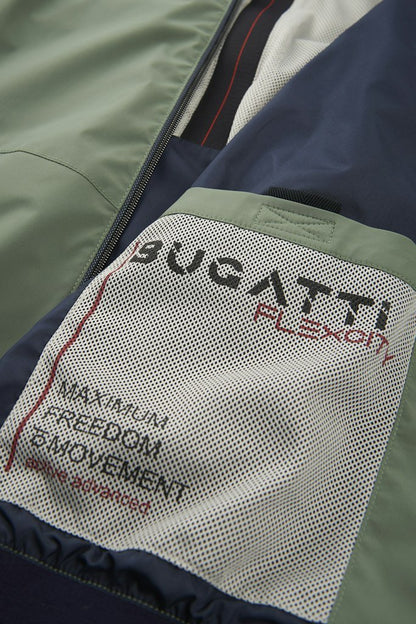 BUGATTI
FLEXCITY
MAXIMUM
FREEDOM
& MOVEMENT
active advanced